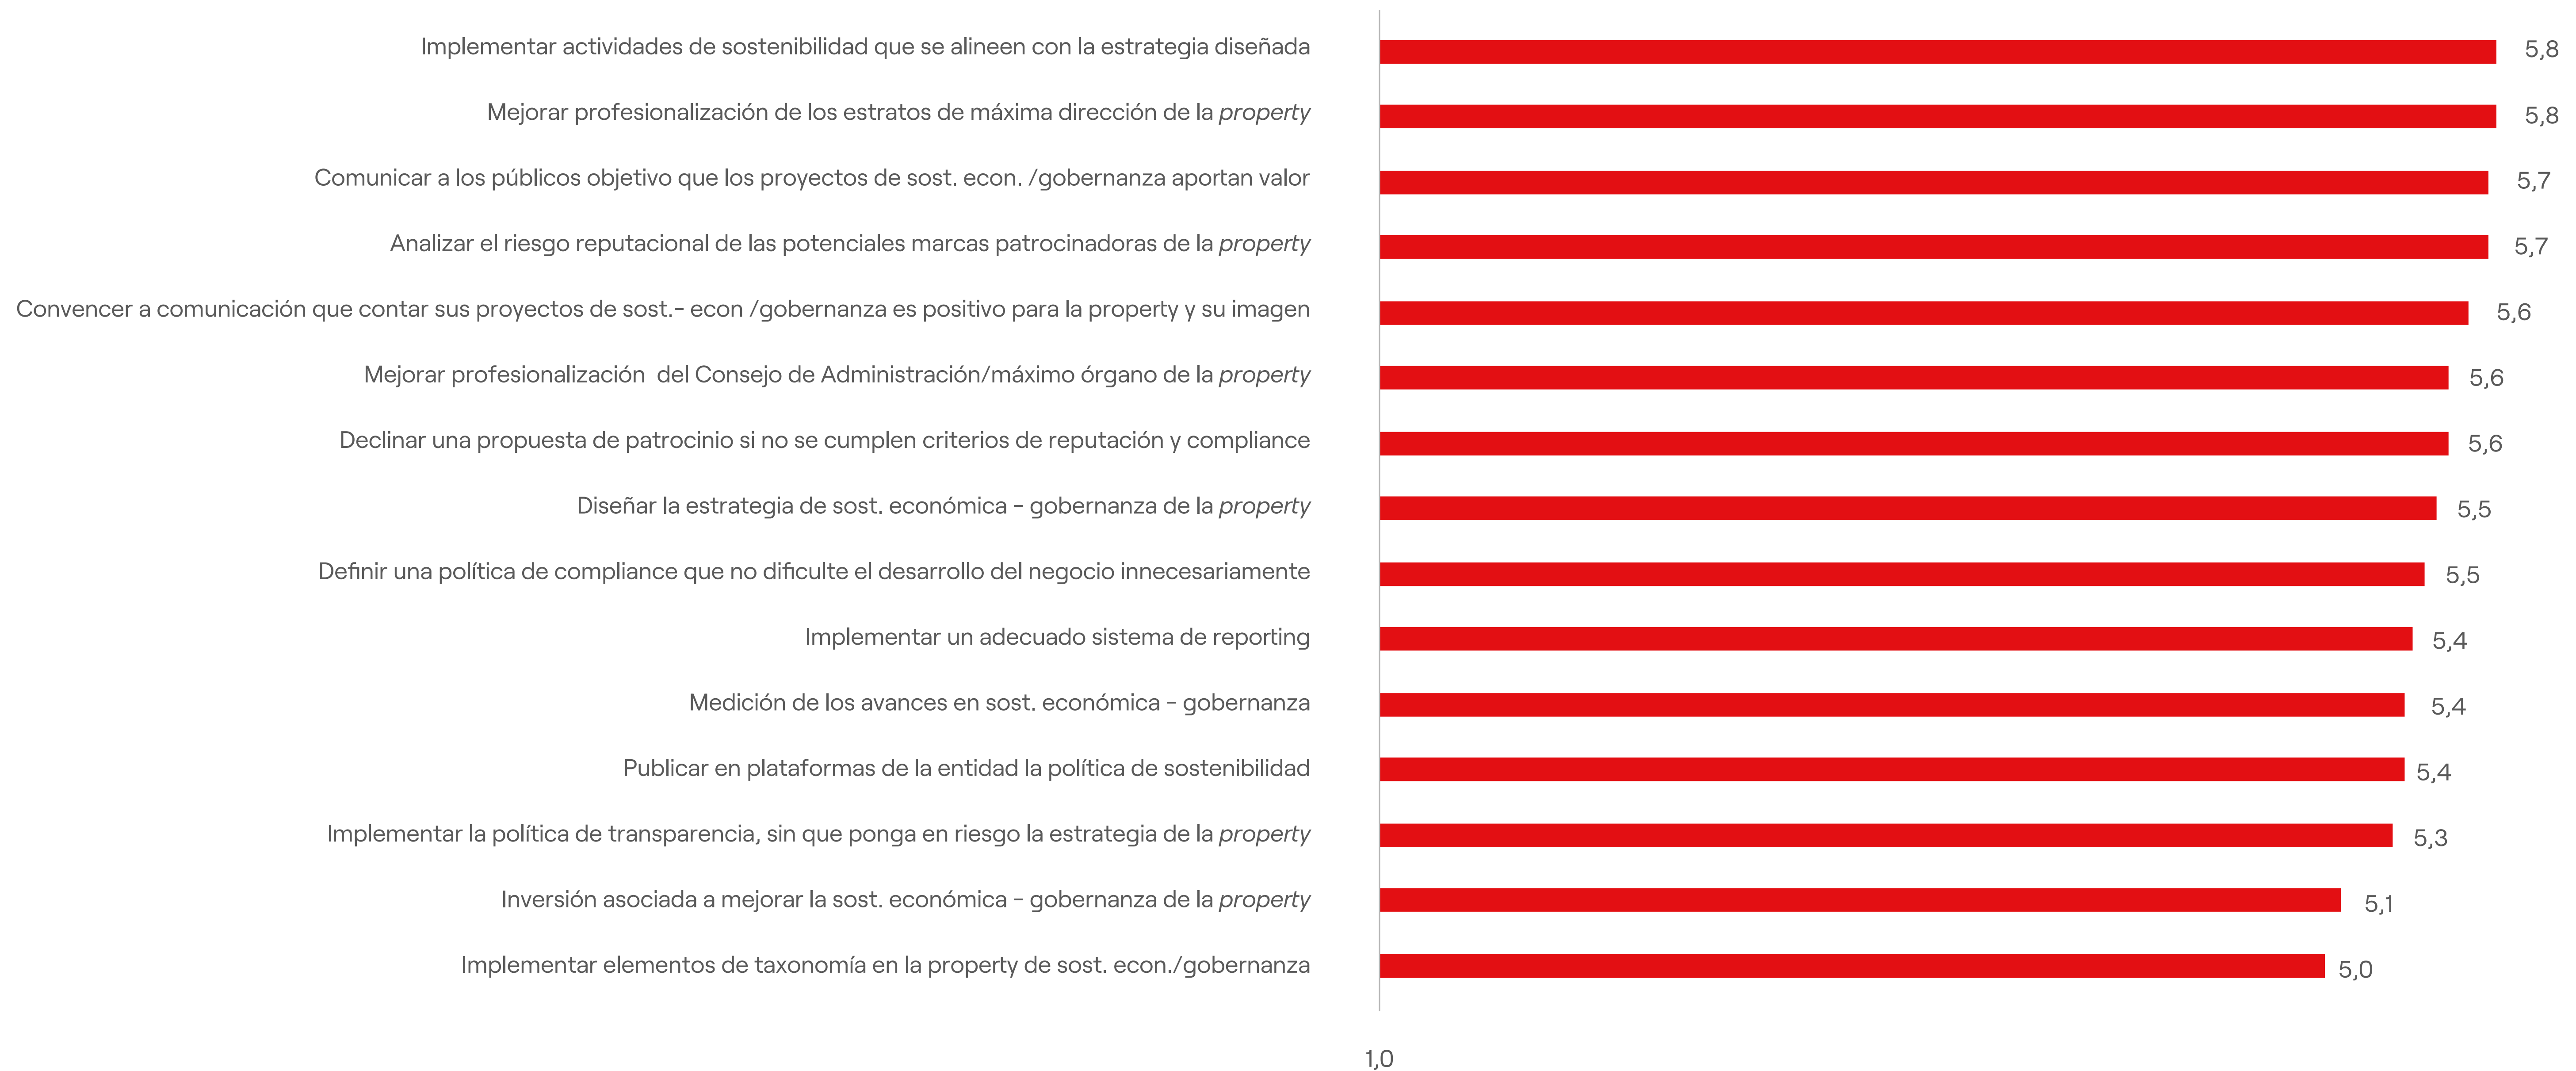 Implementar actividades de sostenibilidad que se alineen con la estrategia diseñada 5,8
Mejorar profesionalización de los estratos de máxima dirección de la property 5,8
Comunicar a los públicos objetivo que los proyectos de sost. econ. /gobernanza aportan valor 5,7
Analizar el riesgo reputacional de las potenciales marcas patrocinadoras de la property 5,7
Convencer a comunicación que contar sus proyectos de sost.- econ /gobernanza es positivo para la property y su imagen 5,6
Mejorar profesionalización  del Consejo de Administración/máximo órgano de la property 5,6
Declinar una propuesta de patrocinio si no se cumplen criterios de reputación y compliance 5,6
Diseñar la estrategia de sost. económica - gobernanza de la property 5,5
Definir una política de compliance que no dificulte el desarrollo del negocio innecesariamente 5,5
Implementar un adecuado sistema de reporting 5,4
Medición de los avances en sost. económica - gobernanza 5,4
Publicar en plataformas de la entidad la política de sostenibilidad 5,4
Implementar la política de transparencia, sin que ponga en riesgo la estrategia de la property 5,3
Inversión asociada a mejorar la sost. económica - gobernanza de la property 5,1
Implementar elementos de taxonomía en la property de sost. econ./gobernanza 5,0
1,0